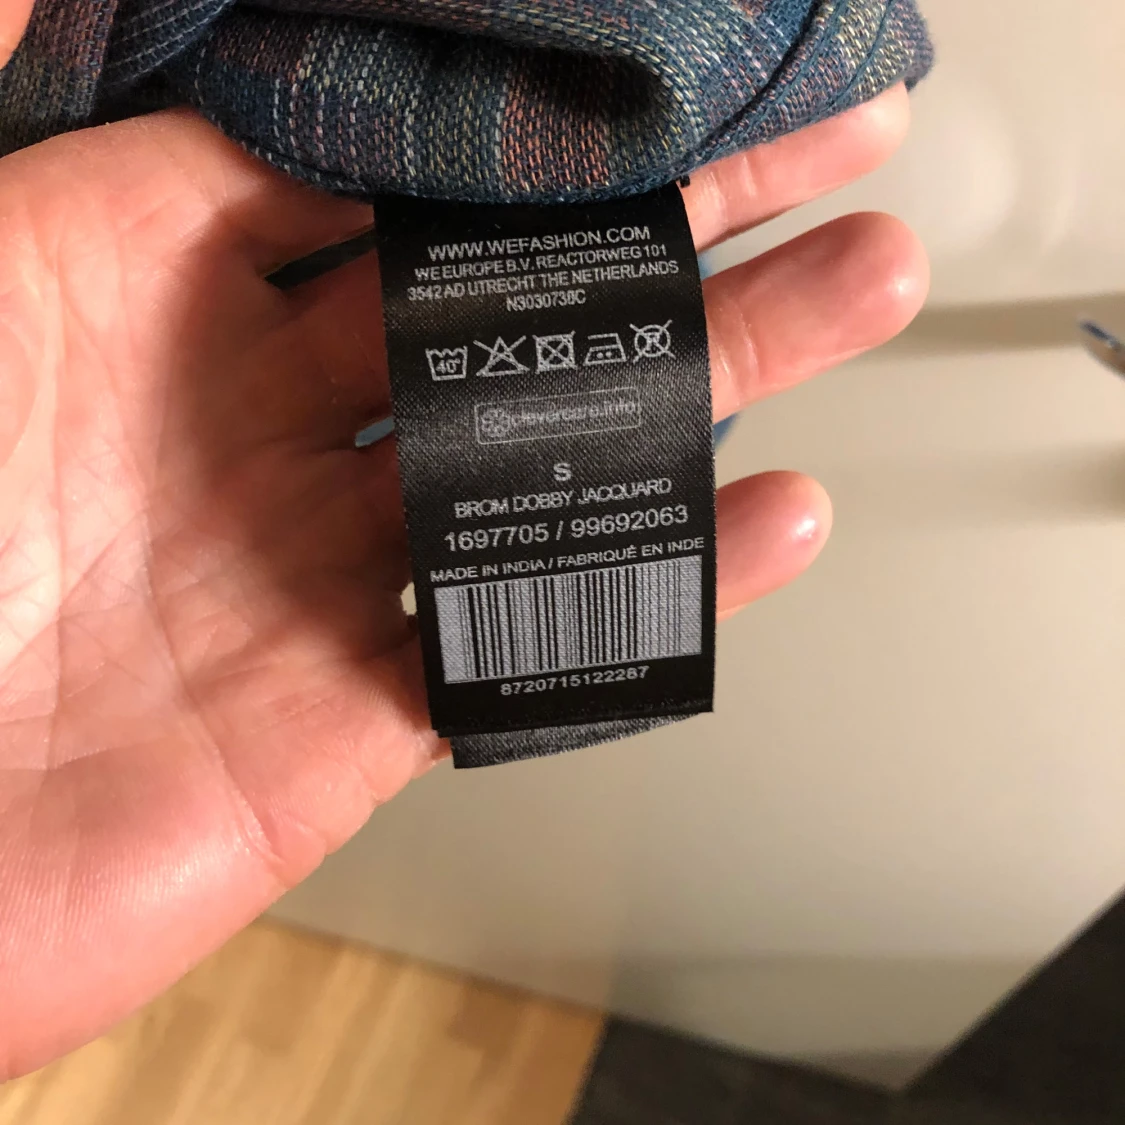 WWW.WEFASHION.COM
WE EUROPE B.V. REACTORWEG 101
3542 AD UTRECHT THE NETHERLANDS
N3030738C
40°
P
clevercare.info
S
BROM DOBBY JACQUARD
1697705 / 99692063
MADE IN INDIA / FABRIQUÉ EN INDE
8720715122287